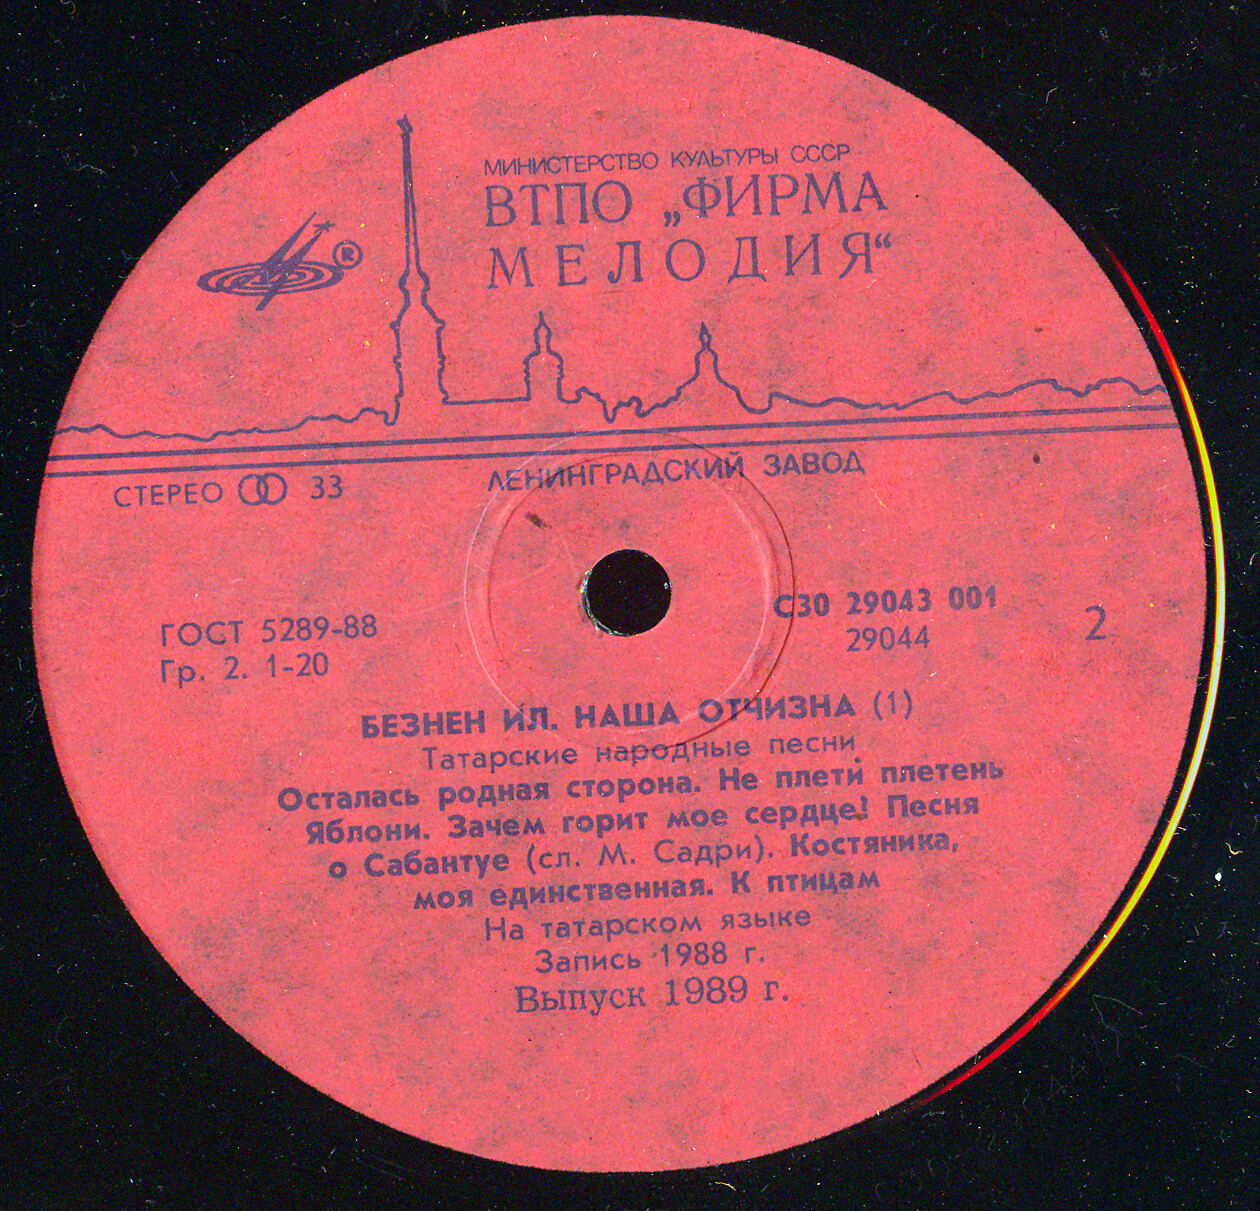 МИНИСТЕРСТВО КУЛЬТУРЫ СССР
ВТПО „ФИРМА
МЕЛОДИЯ“
®
ЛЕНИНГРАДСКИЙ ЗАВОД
СТЕРЕО 33
ГОСТ 5289-88
Гр. 2. 1-20
С30 29043 001
29044
2
БЕЗНЕН ИЛ. НАША ОТЧИЗНА (1)
Татарские народные песни
Осталась родная сторона. Не плети плетень
Яблони. Зачем горит мое сердце? Песня
о Сабантуе (сл. М. Садри). Костяника,
моя единственная. К птицам
На татарском языке
Запись 1988 г.
Выпуск 1989 г.